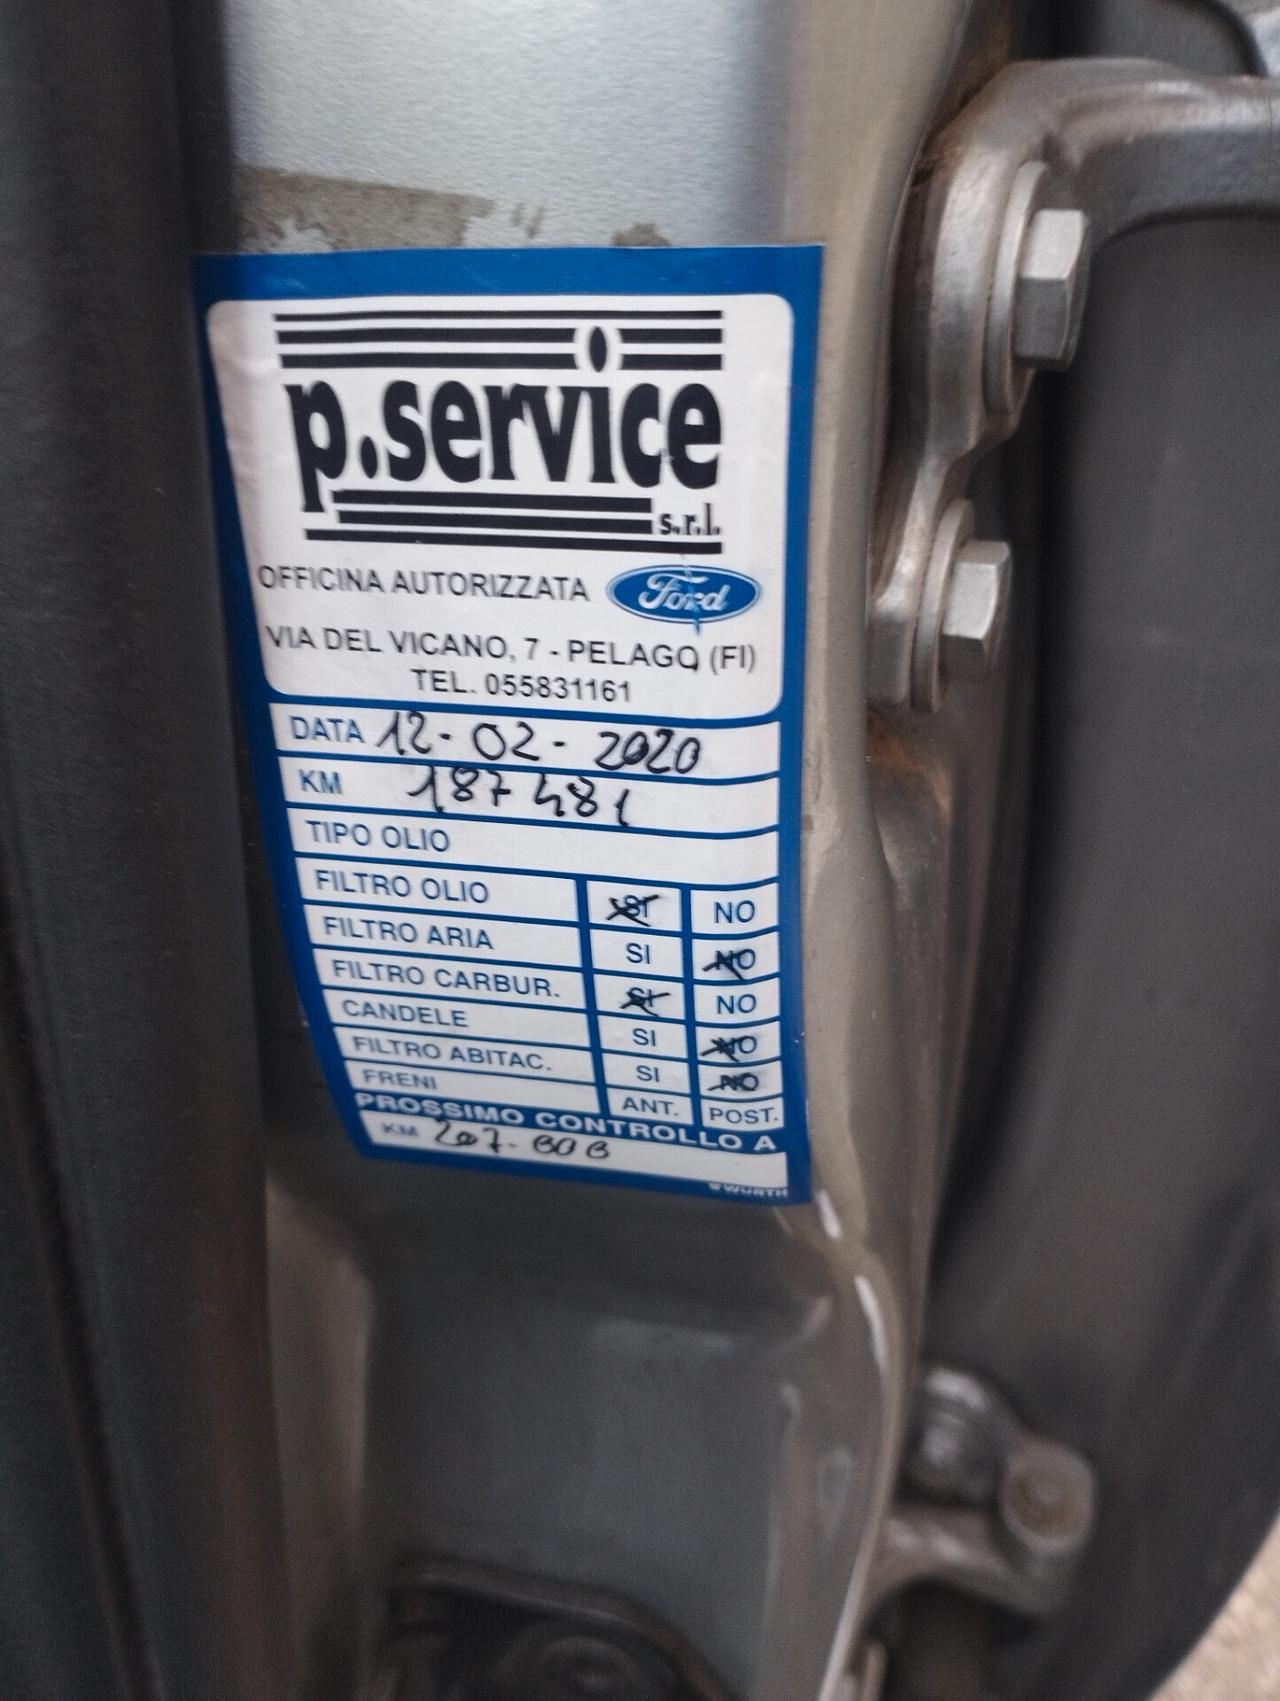 p.service
s.r.l.
OFFICINA AUTORIZZATA Ford
VIA DEL VICANO, 7 - PELAGO (FI)
TEL. 055831161
DATA 12-02-2020
KM 187481
TIPO OLIO
FILTRO OLIO SI NO
FILTRO ARIA SI NO
FILTRO CARBUR. SI NO
CANDELE SI NO
FILTRO ABITAC. SI NO
FRENI ANT. POST.
PROSSIMO CONTROLLO A
KM
WÜRTH